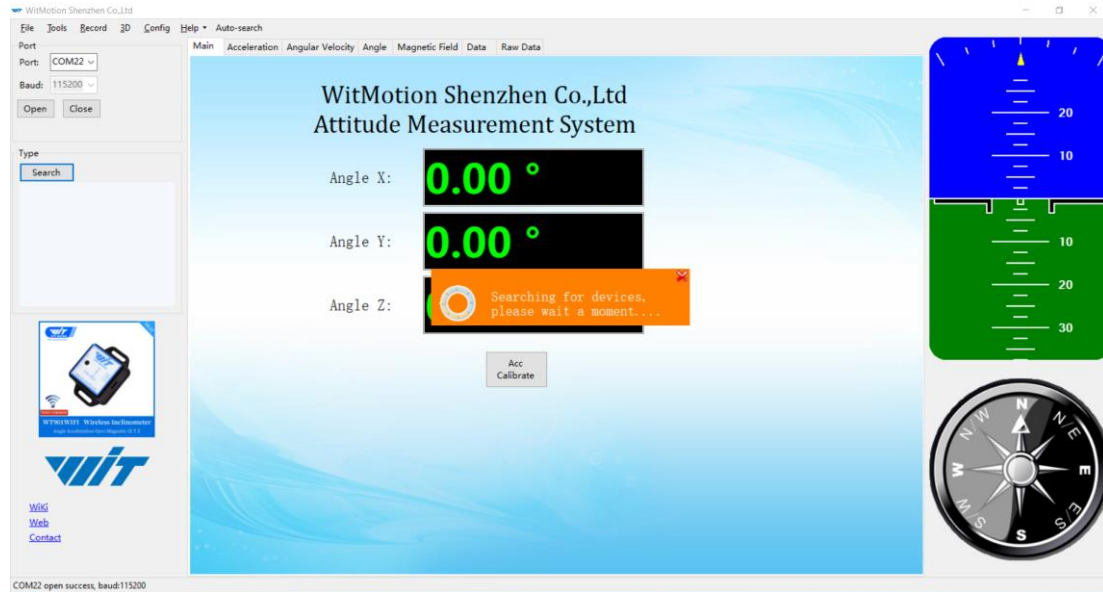 WitMotion Shenzhen Co.,Ltd
File Tools Record 3D Config Help Auto-search
Port
Port: COM22
Baud: 115200
Open Close
Type
Search
Main Acceleration Angular Velocity Angle Magnetic Field Data Raw Data
WitMotion Shenzhen Co.,Ltd
Attitude Measurement System
Angle X: 0.00 °
Angle Y: 0.00 °
Angle Z:
Searching for devices,
please wait a moment....
Acc
Calibrate
WiT
WT901WIFI Wireless Inclinometer
WiT
WiKi
Web
Contact
20
10
10
20
30
N
N/E
E
S/E
S
S/W
W
N/W
COM22 open success, baud:115200